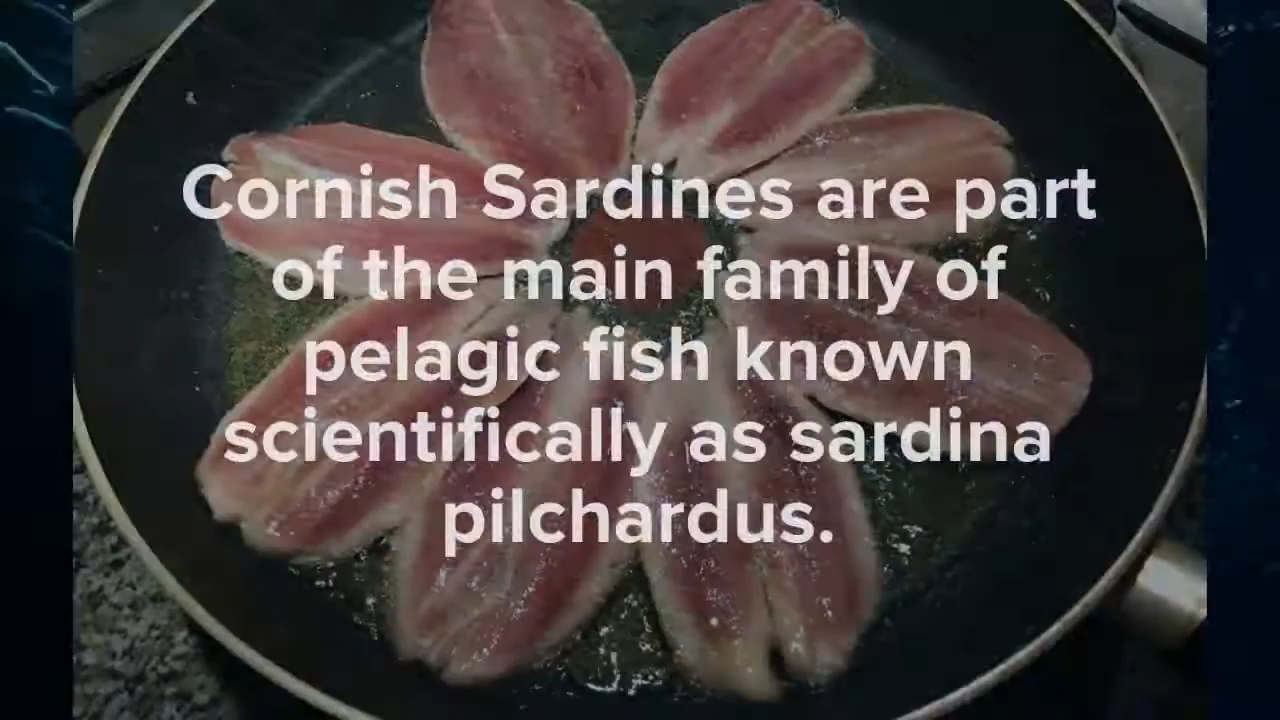 Cornish Sardines are part
of the main family of
pelagic fish known
scientifically as sardina
pilchardus.